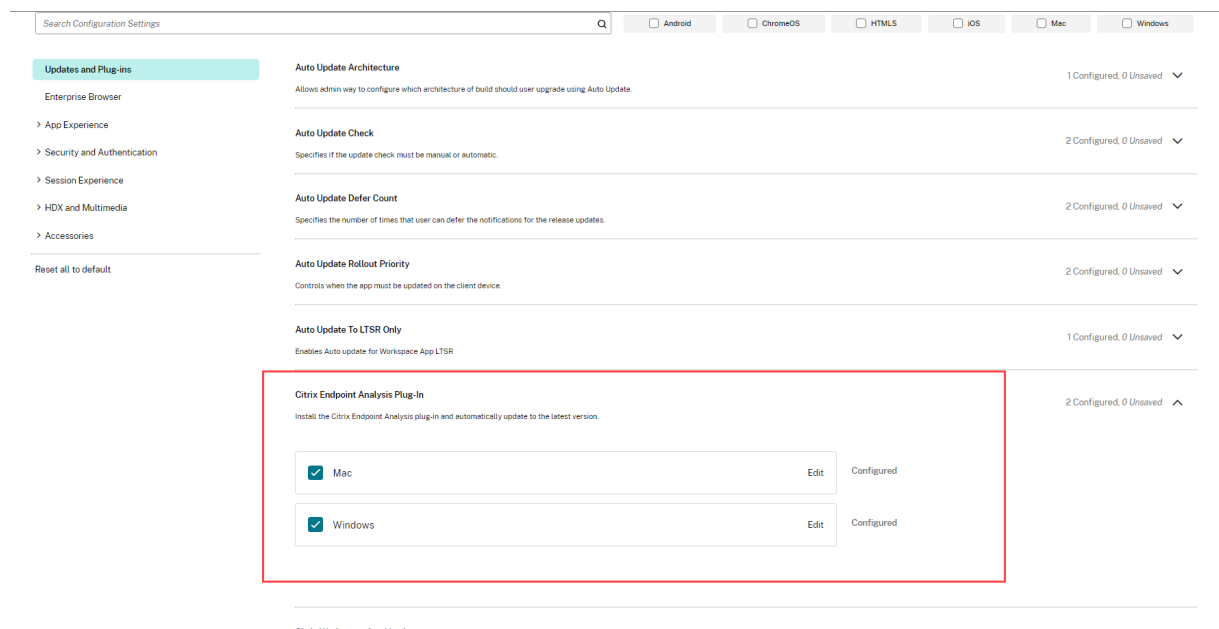 Search Configuration Settings
Android
ChromeOS
HTML5
iOS
Mac
Windows
Updates and Plug-ins
Enterprise Browser
App Experience
Security and Authentication
Session Experience
HDX and Multimedia
Accessories
Reset all to default
Auto Update Architecture
1 Configured, 0 Unsaved
Allows admin way to configure which architecture of build should user upgrade using Auto Update.
Auto Update Check
2 Configured, 0 Unsaved
Specifies if the update check must be manual or automatic.
Auto Update Defer Count
2 Configured, 0 Unsaved
Specifies the number of times that user can defer the notifications for the release updates.
Auto Update Rollout Priority
2 Configured, 0 Unsaved
Controls when the app must be updated on the client device.
Auto Update To LTSR Only
1 Configured, 0 Unsaved
Enables Auto update for Workspace App LTSR
Citrix Endpoint Analysis Plug-In
2 Configured, 0 Unsaved
Install the Citrix Endpoint Analysis plug-in and automatically update to the latest version.
Mac
Edit
Configured
Windows
Edit
Configured